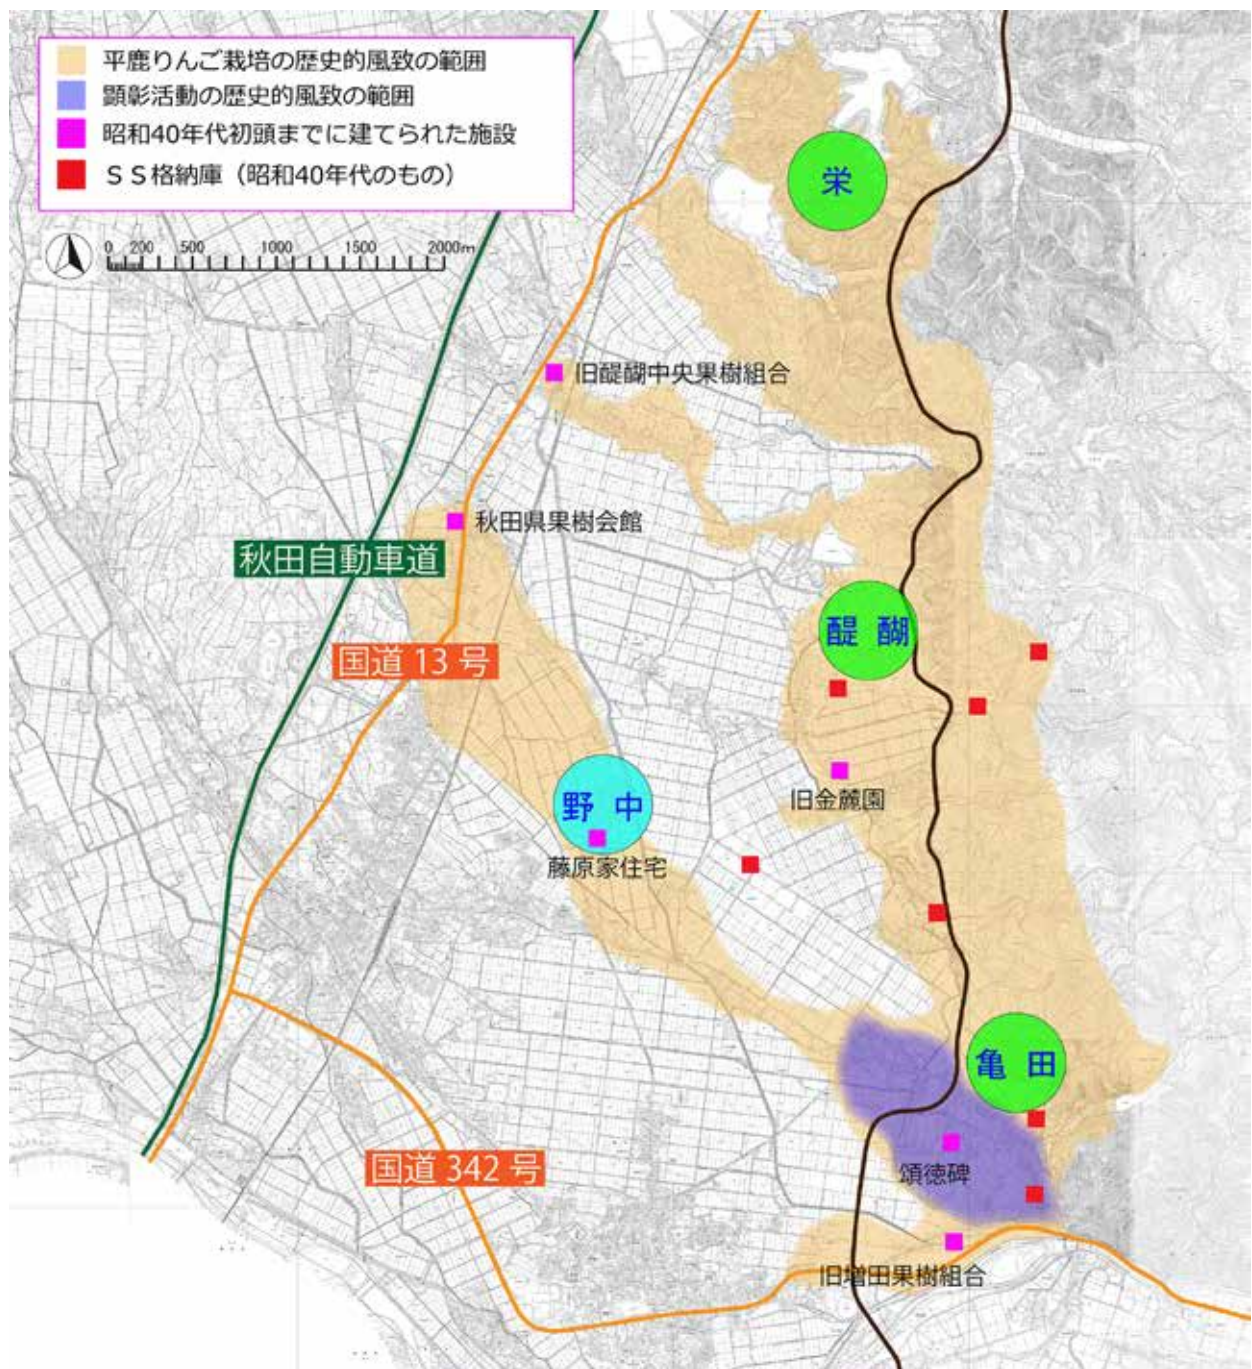 平鹿りんご栽培の歴史的風致の範囲
顕彰活動の歴史的風致の範囲
昭和40年代初頭までに建てられた施設
ＳＳ格納庫（昭和40年代のもの）
0 200 500 1000 1500 2000m
栄
旧醍醐中央果樹組合
秋田県果樹会館
秋田自動車道
醍醐
国道 13 号
旧金麓園
野中
藤原家住宅
亀田
国道 342 号
頌徳碑
旧増田果樹組合